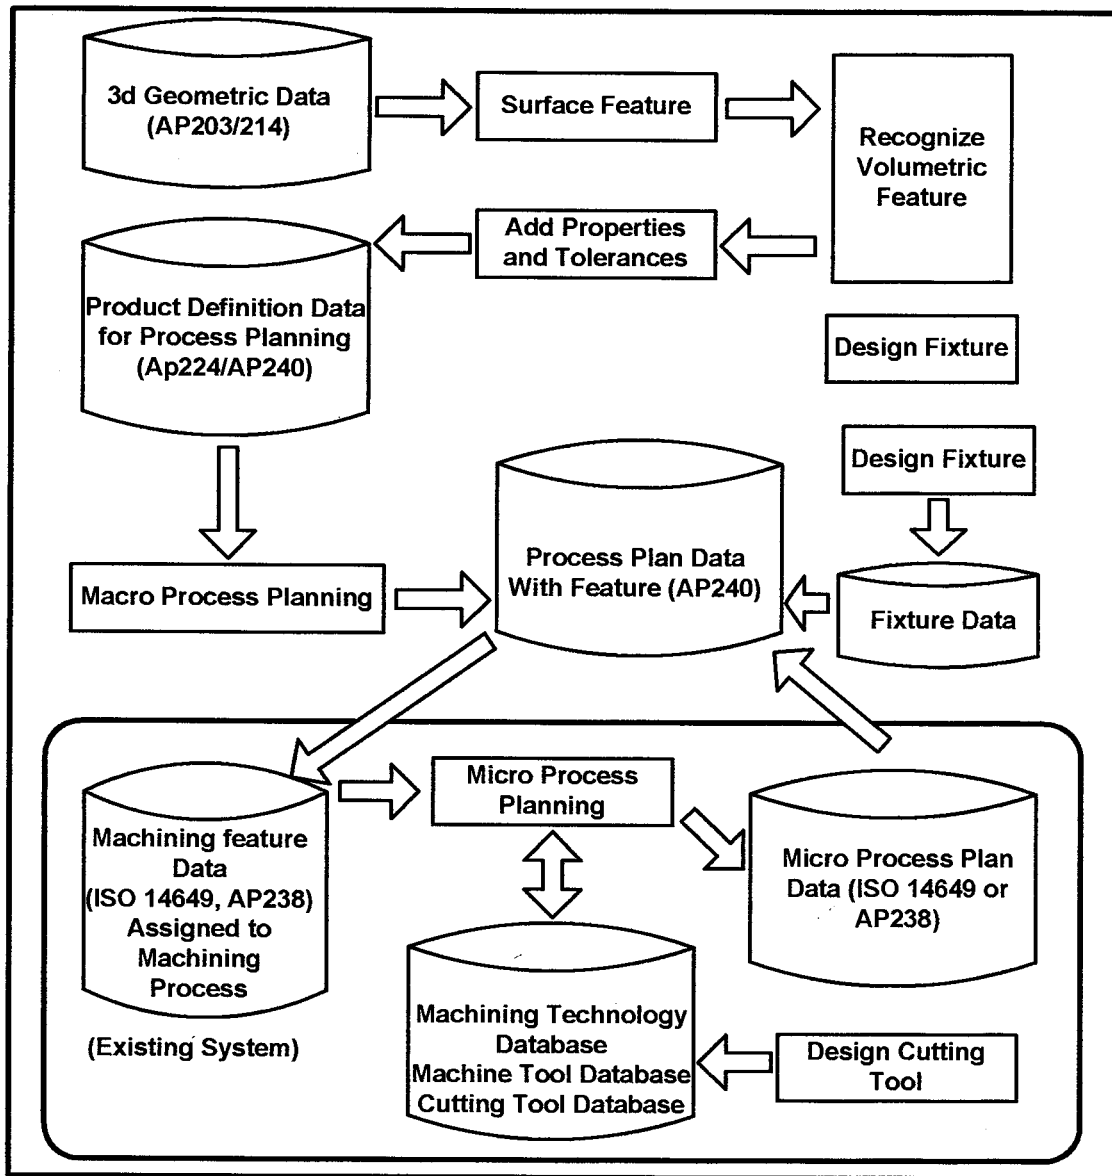 3d Geometric Data
(AP203/214)
Surface Feature
Recognize
Volumetric
Feature
Add Properties
and Tolerances
Product Definition Data
for Process Planning
(Ap224/AP240)
Design Fixture
Design Fixture
Process Plan Data
With Feature (AP240)
Macro Process Planning
Fixture Data
Micro Process
Planning
Machining feature
Data
(ISO 14649, AP238)
Assigned to
Machining
Process
Micro Process Plan
Data (ISO 14649 or
AP238)
(Existing System)
Machining Technology
Database
Machine Tool Database
Cutting Tool Database
Design Cutting
Tool